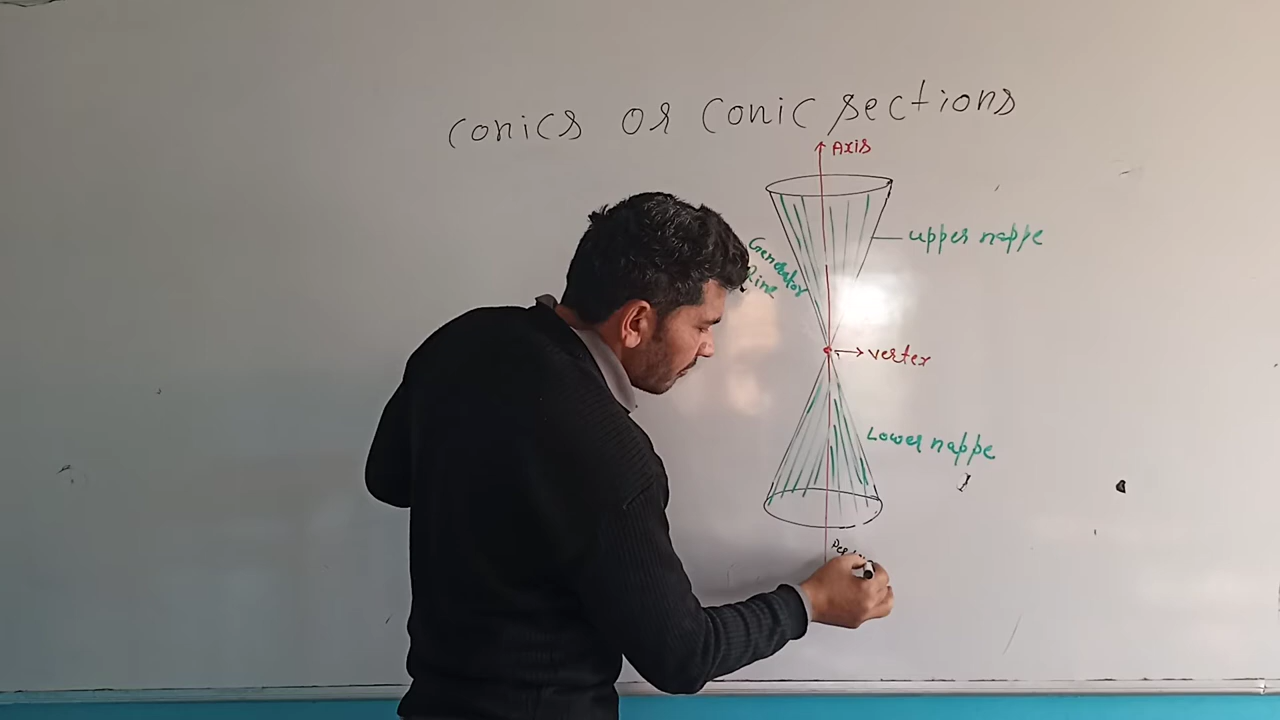 Conics or Conic sections
Axis
upper nappe
Generator
line
vertex
Lower nappe